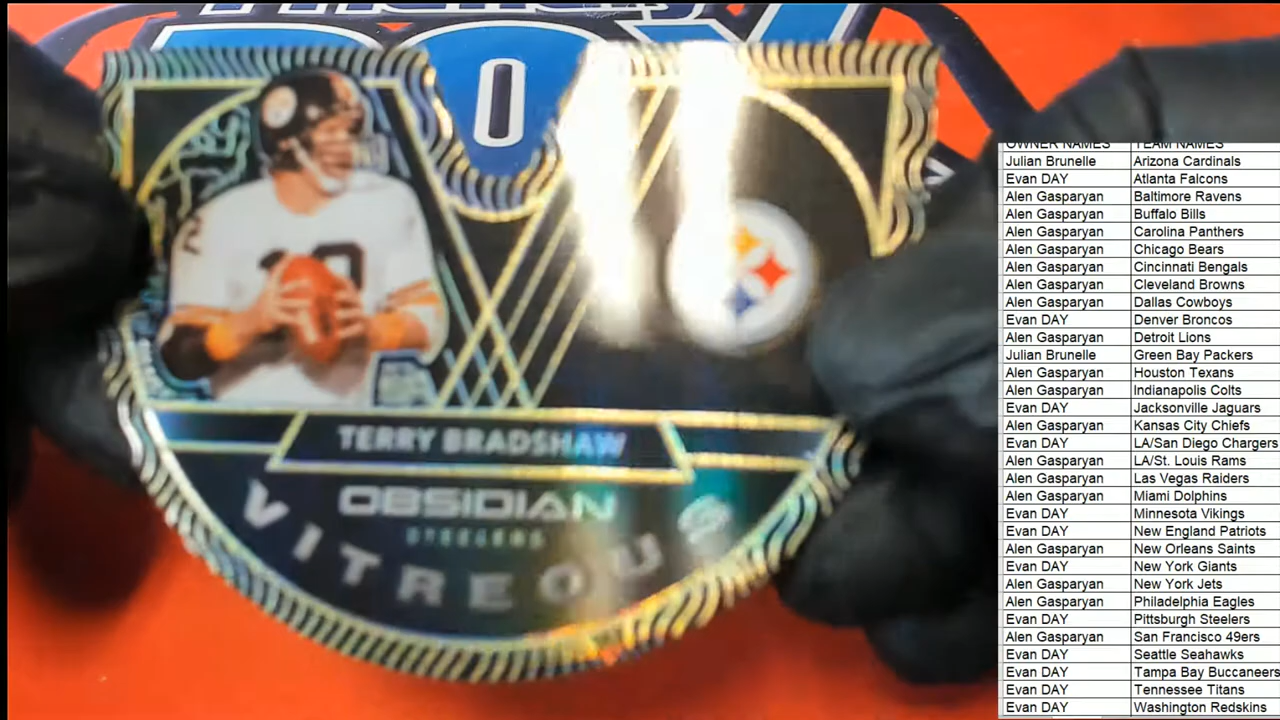 0
TERRY BRADSHAW
OBSIDIAN
VITREOUS
OWNER NAMES TEAM NAMES
Julian Brunelle Arizona Cardinals
Evan DAY Atlanta Falcons
Alen Gasparyan Baltimore Ravens
Alen Gasparyan Buffalo Bills
Alen Gasparyan Carolina Panthers
Alen Gasparyan Chicago Bears
Alen Gasparyan Cincinnati Bengals
Alen Gasparyan Cleveland Browns
Alen Gasparyan Dallas Cowboys
Evan DAY Denver Broncos
Alen Gasparyan Detroit Lions
Julian Brunelle Green Bay Packers
Alen Gasparyan Houston Texans
Alen Gasparyan Indianapolis Colts
Evan DAY Jacksonville Jaguars
Alen Gasparyan Kansas City Chiefs
Evan DAY LA/San Diego Chargers
Alen Gasparyan LA/St. Louis Rams
Alen Gasparyan Las Vegas Raiders
Alen Gasparyan Miami Dolphins
Evan DAY Minnesota Vikings
Evan DAY New England Patriots
Alen Gasparyan New Orleans Saints
Evan DAY New York Giants
Alen Gasparyan New York Jets
Alen Gasparyan Philadelphia Eagles
Evan DAY Pittsburgh Steelers
Alen Gasparyan San Francisco 49ers
Evan DAY Seattle Seahawks
Evan DAY Tampa Bay Buccaneers
Evan DAY Tennessee Titans
Evan DAY Washington Redskins